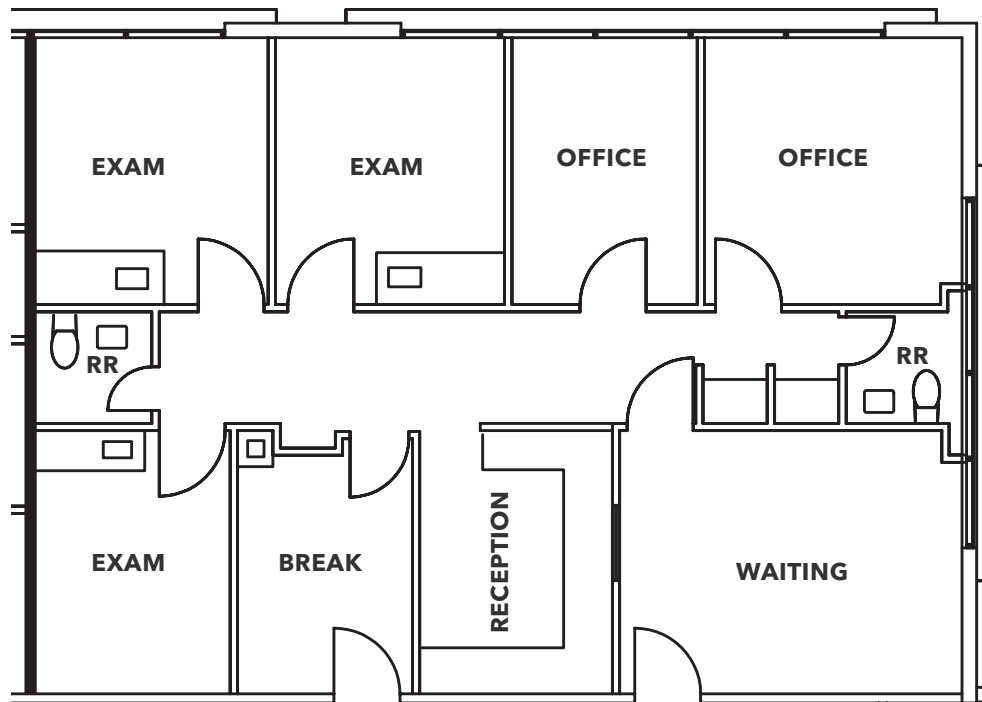 EXAM
EXAM
OFFICE
OFFICE
RR
RR
EXAM
BREAK
RECEPTION
WAITING